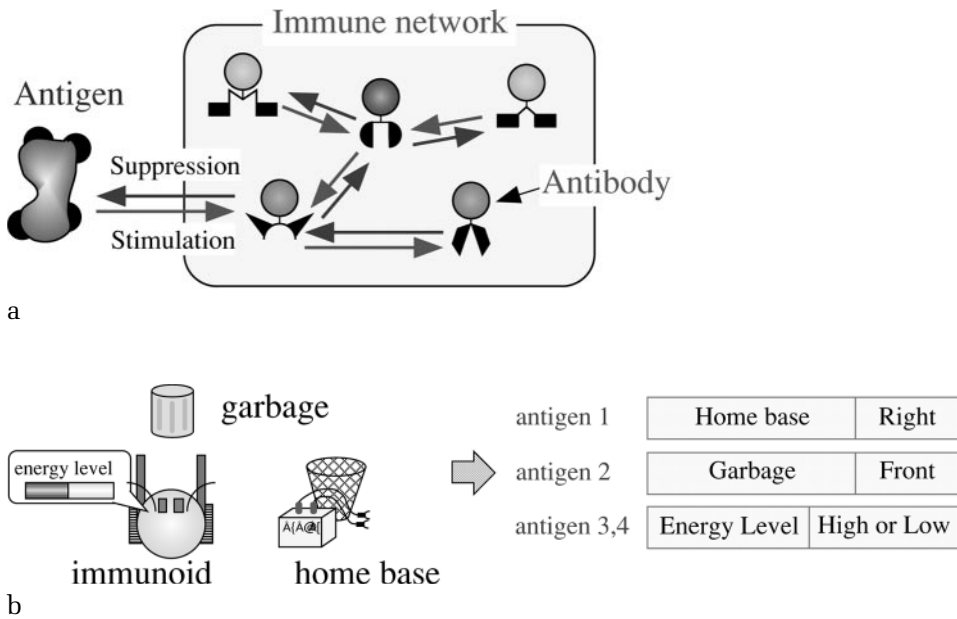 Immune network
Antigen
Suppression
Stimulation
Antibody
a
garbage
energy level
immunoid
home base
antigen 1 Home base Right
antigen 2 Garbage Front
antigen 3,4 Energy Level High or Low
b